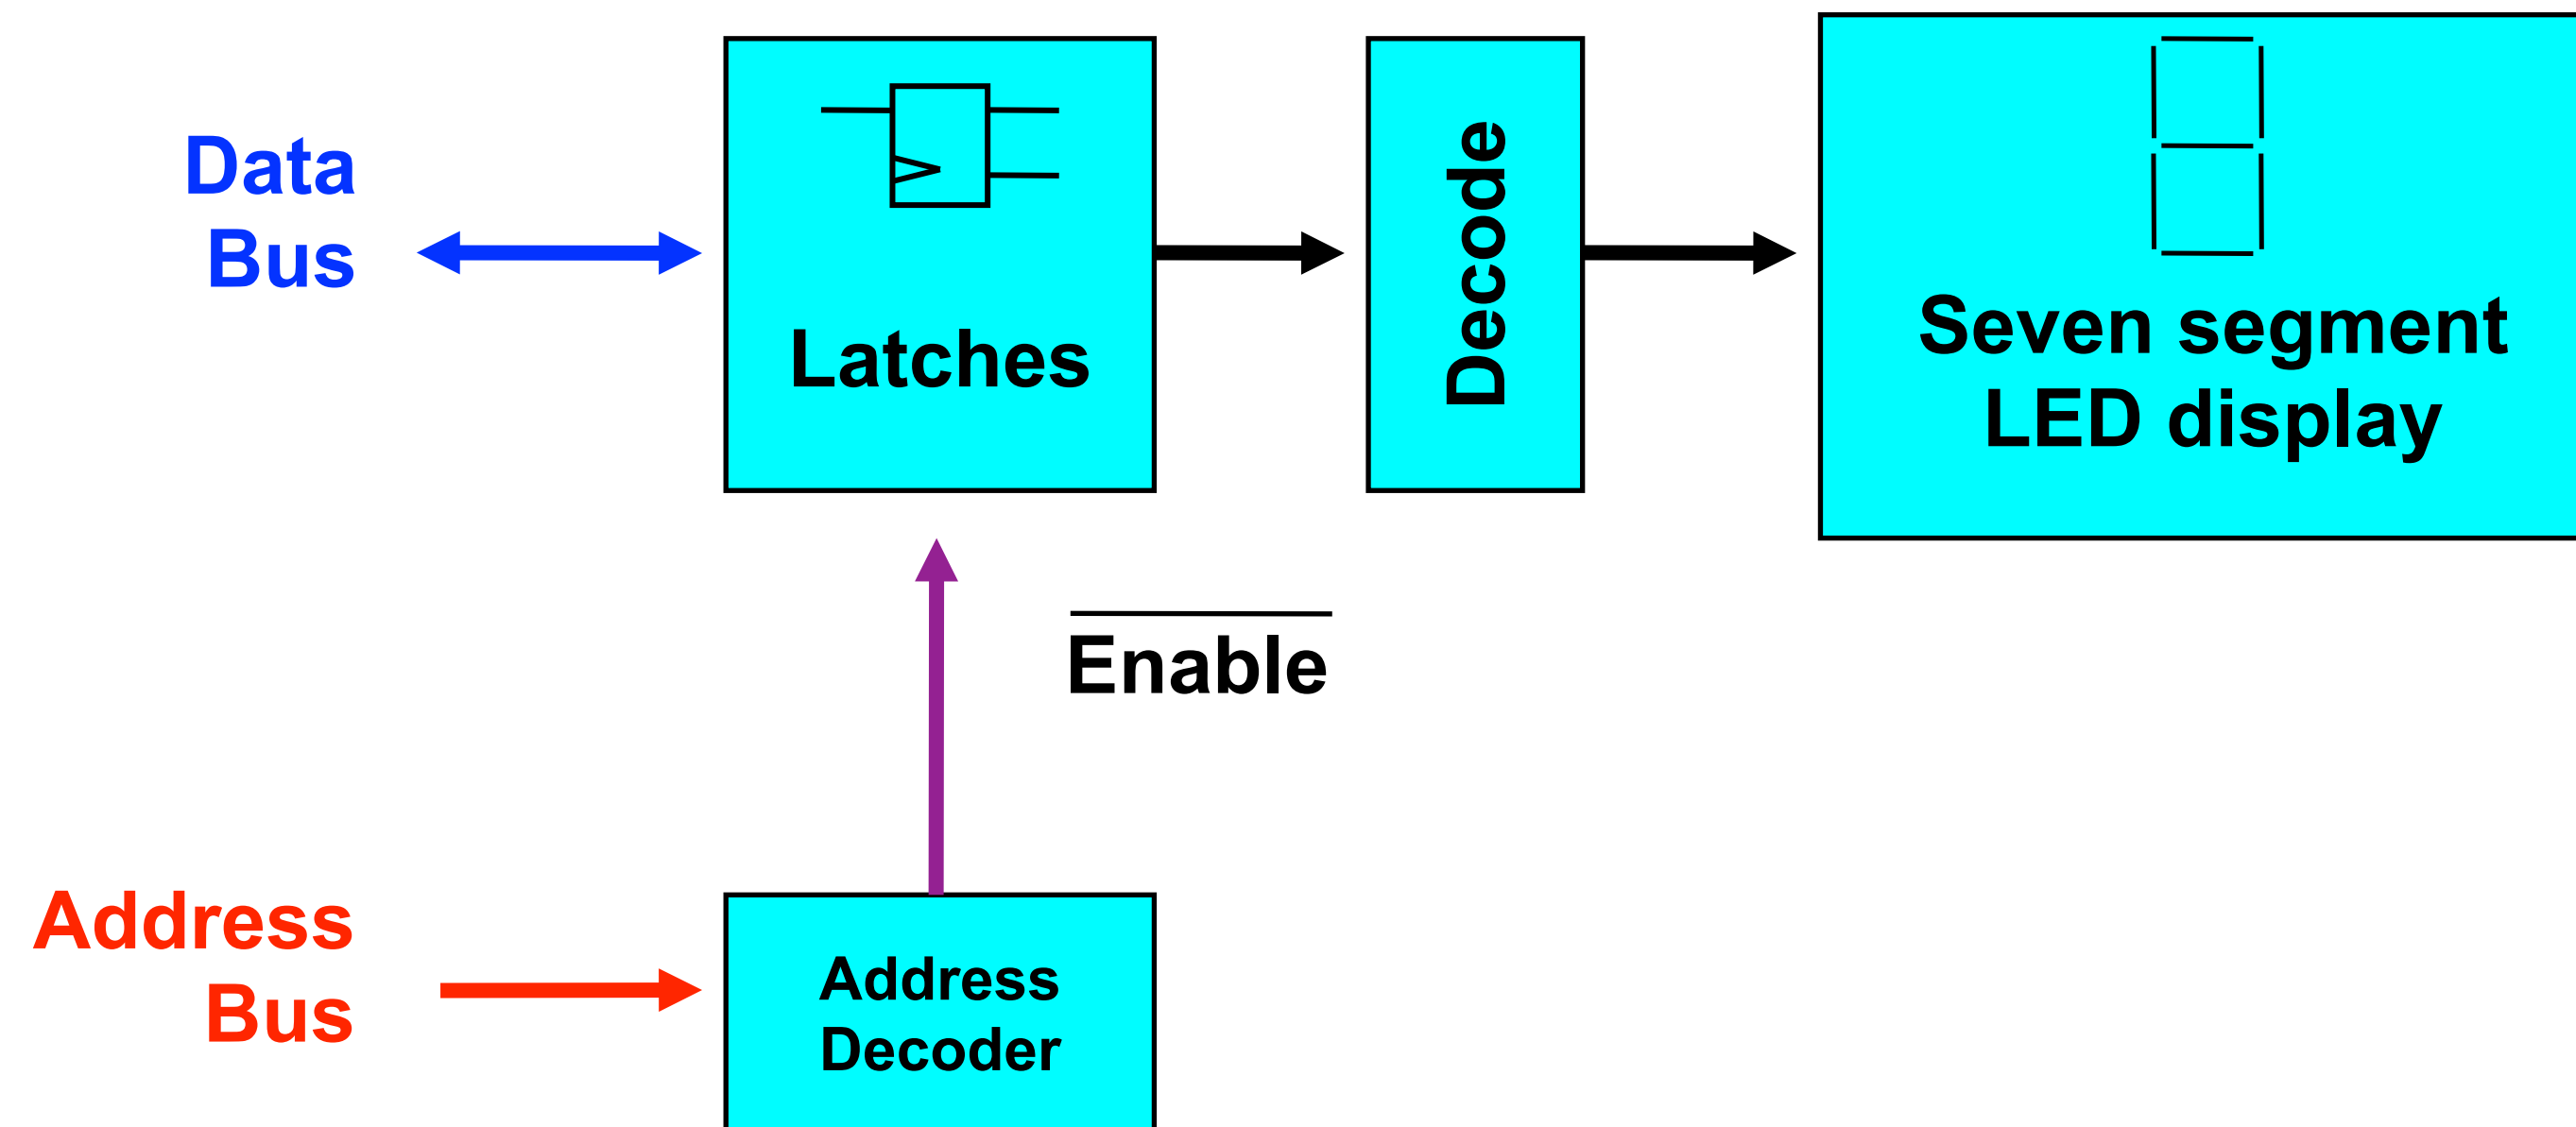 Data
Bus
Latches
Decode
Seven segment
LED display
Enable
Address
Bus
Address
Decoder